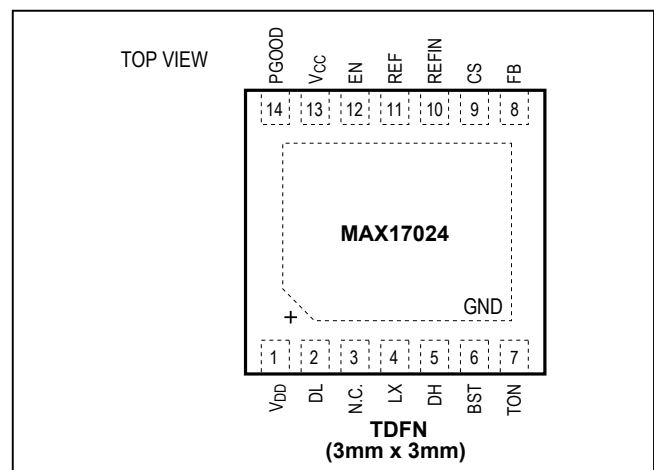 TOP VIEW
PGOOD VCC EN REF REFIN CS FB
14 13 12 11 10 9 8
MAX17024
GND
+
1 2 3 4 5 6 7
VDD DL N.C. LX DH BST TON
TDFN
(3mm x 3mm)